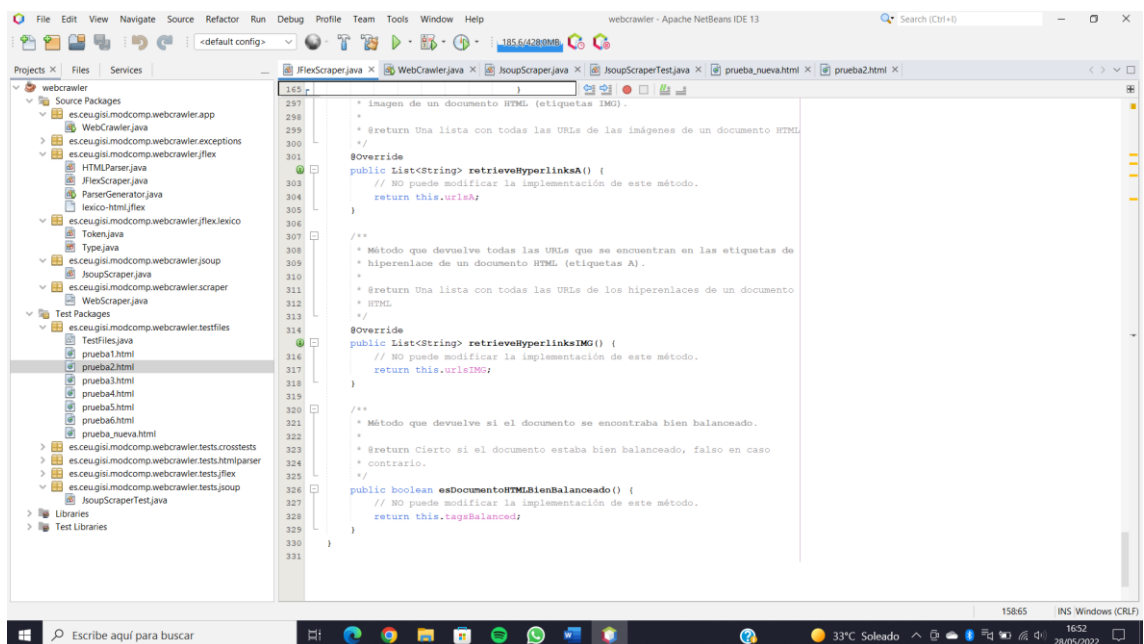 File Edit View Navigate Source Refactor Run Debug Profile Team Tools Window Help webcrawler - Apache NetBeans IDE 13 Search (Ctrl+I)
<default config> 185,6/428,0MB
Projects Files Services
JFlexScraper.java WebCrawler.java JsoupScraper.java JsoupScraperTest.java prueba_nueva.html prueba2.html
webcrawler
Source Packages
es.ceu.gisi.modcomp.webcrawler.app
WebCrawler.java
es.ceu.gisi.modcomp.webcrawler.exceptions
es.ceu.gisi.modcomp.webcrawler.jflex
HTMLParser.java
JFlexScraper.java
ParserGenerator.java
lexico-html.jflex
es.ceu.gisi.modcomp.webcrawler.jflex.lexico
Token.java
Type.java
es.ceu.gisi.modcomp.webcrawler.jsoup
JsoupScraper.java
es.ceu.gisi.modcomp.webcrawler.scraper
WebScraper.java
Test Packages
es.ceu.gisi.modcomp.webcrawler.testfiles
TestFiles.java
prueba1.html
prueba2.html
prueba3.html
prueba4.html
prueba5.html
prueba6.html
prueba_nueva.html
es.ceu.gisi.modcomp.webcrawler.tests.crosstests
es.ceu.gisi.modcomp.webcrawler.tests.htmlparser
es.ceu.gisi.modcomp.webcrawler.tests.jflex
es.ceu.gisi.modcomp.webcrawler.tests.jsoup
JsoupScraperTest.java
Libraries
Test Libraries
165 }
297 * imagen de un documento HTML (etiquetas IMG).
298 *
299 * @return Una lista con todas las URLs de las imágenes de un documento HTML
300 */
301 @Override
public List<String> retrieveHyperlinksA() {
303 // NO puede modificar la implementación de este método.
304 return this.urlsA;
305 }
306
307 /**
308 * Método que devuelve todas las URLs que se encuentran en las etiquetas de
309 * hiperenlace de un documento HTML (etiquetas A).
310 *
311 * @return Una lista con todas las URLs de los hiperenlaces de un documento
312 * HTML
313 */
314 @Override
public List<String> retrieveHyperlinksIMG() {
316 // NO puede modificar la implementación de este método.
317 return this.urlsIMG;
318 }
319
320 /**
321 * Método que devuelve si el documento se encontraba bien balanceado.
322 *
323 * @return Cierto si el documento estaba bien balanceado, falso en caso
324 * contrario.
325 */
326 public boolean esDocumentoHTMLBienBalanceado() {
327 // NO puede modificar la implementación de este método.
328 return this.tagsBalanced;
329 }
330 }
331
158:65 INS Windows (CRLF)
Escribe aquí para buscar 33°C Soleado 16:52
28/05/2022